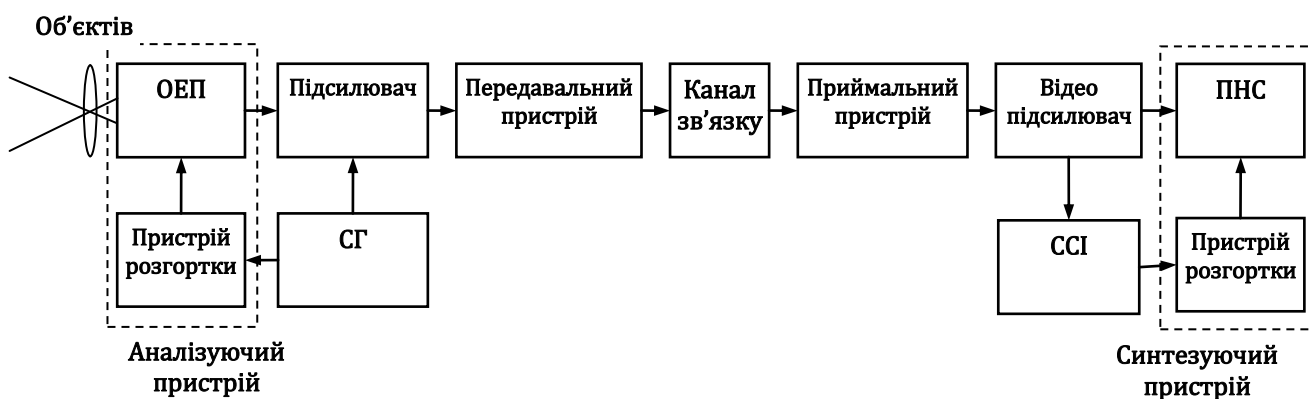 Об’єктів
ОЕП
Підсилювач
Передавальний
пристрій
Канал
зв’язку
Приймальний
пристрій
Відео
підсилювач
ПНС
Пристрій
розгортки
СГ
ССІ
Пристрій
розгортки
Аналізуючий
пристрій
Синтезуючий
пристрій